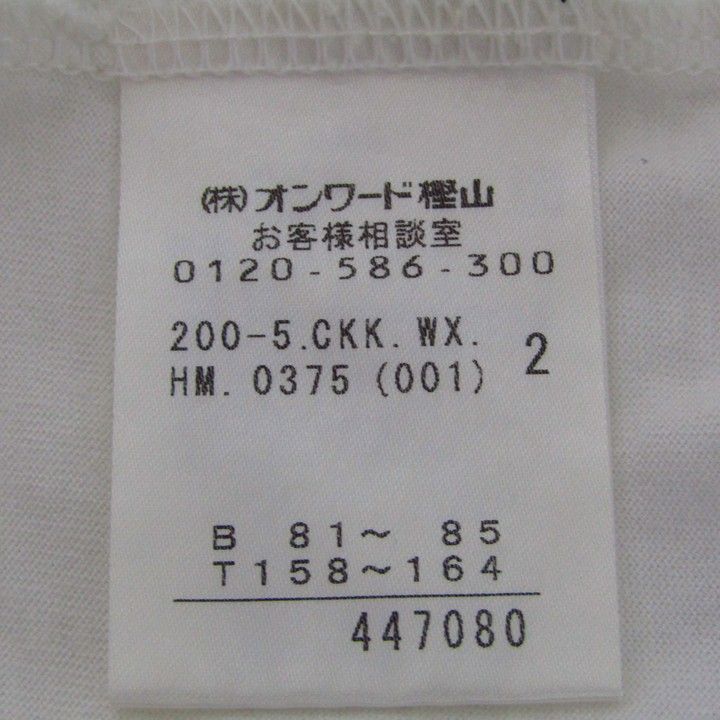 (株)オンワード樫山
お客様相談室
0120-586-300
200-5.CKK.WX.
HM.0375 (001) 2
B 81～ 85
T158～164
447080